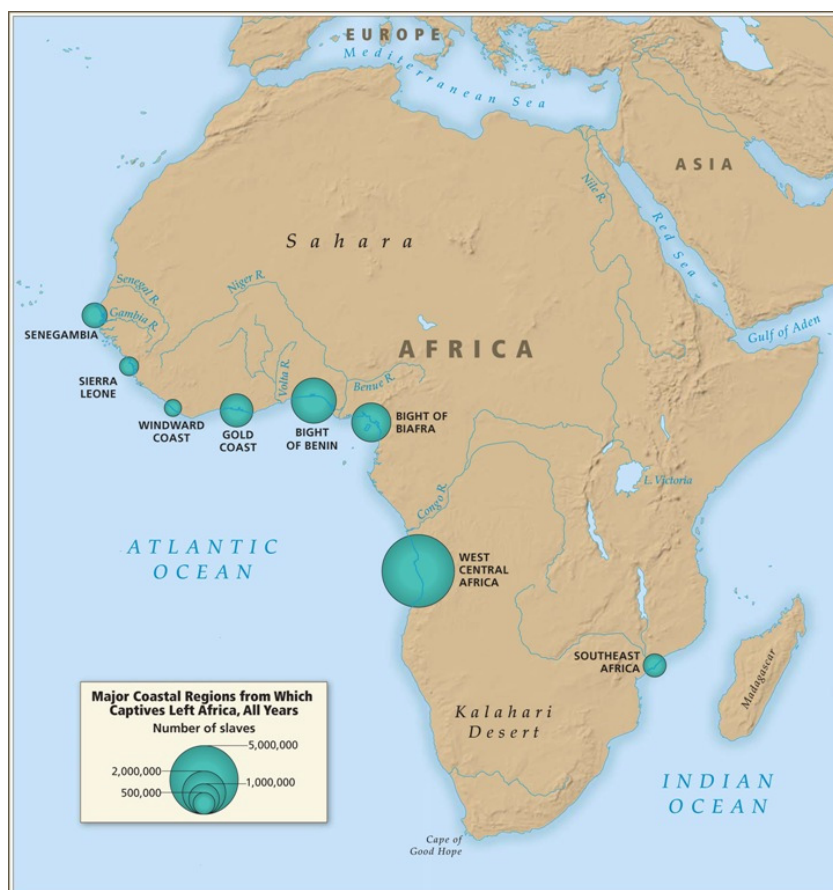 EUROPE
Mediterranean Sea
ASIA
Nile R.
Red Sea
Sahara
Gulf of Aden
Senegal R.
Niger R.
Gambia R.
SENEGAMBIA
AFRICA
Volta R.
Benue R.
SIERRA
LEONE
WINDWARD
COAST
GOLD
COAST
BIGHT
OF BENIN
BIGHT OF
BIAFRA
L. Victoria
Congo R.
ATLANTIC
OCEAN
WEST
CENTRAL
AFRICA
SOUTHEAST
AFRICA
Madagascar
Kalahari
Desert
INDIAN
OCEAN
Cape of
Good Hope
Major Coastal Regions from Which
Captives Left Africa, All Years
Number of slaves
5,000,000
2,000,000
1,000,000
500,000